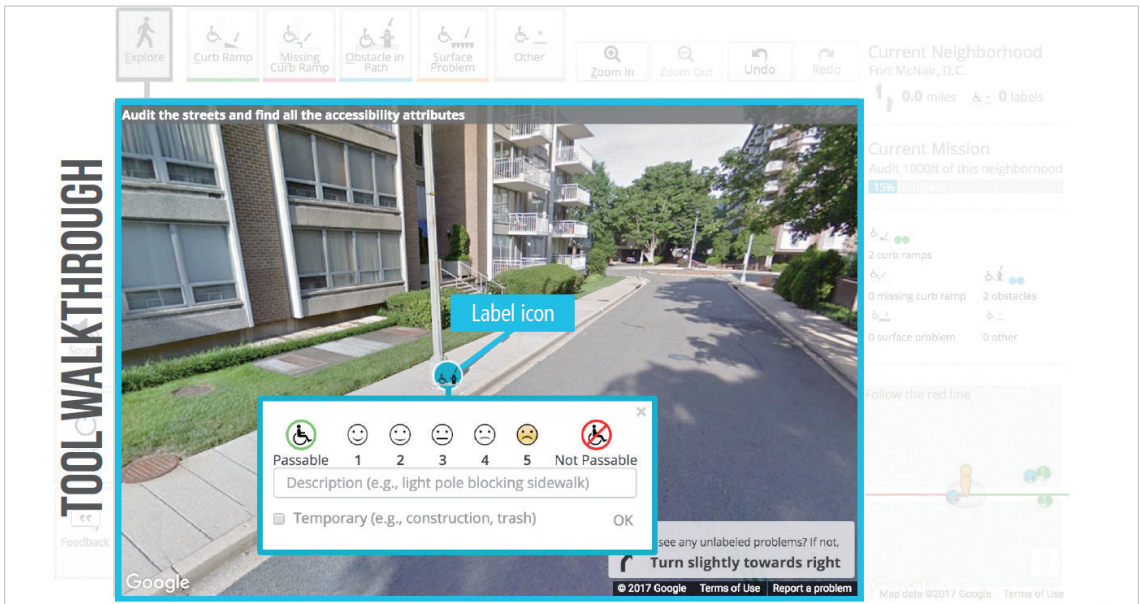 TOOL WALKTHROUGH
Explore
Curb Ramp
Missing
Curb Ramp
Obstacle in
Path
Surface
Problem
Other
Zoom In
Zoom Out
Undo
Redo
Current Neighborhood
Fort McNair, D.C.
0.0 miles
0 labels
Current Mission
Audit 1000ft of this neighborhood
15% complete
2 curb ramps
0 missing curb ramp
2 obstacles
0 surface problem
0 other
Follow the red line
Google
Map data ©2017 Google
Terms of Use
Sound
Feedback
Audit the streets and find all the accessibility attributes
Label icon
×
Passable
1
2
3
4
5
Not Passable
Description (e.g., light pole blocking sidewalk)
Temporary (e.g., construction, trash)
OK
see any unlabeled problems? If not,
Turn slightly towards right
Google
© 2017 Google
Terms of Use
Report a problem